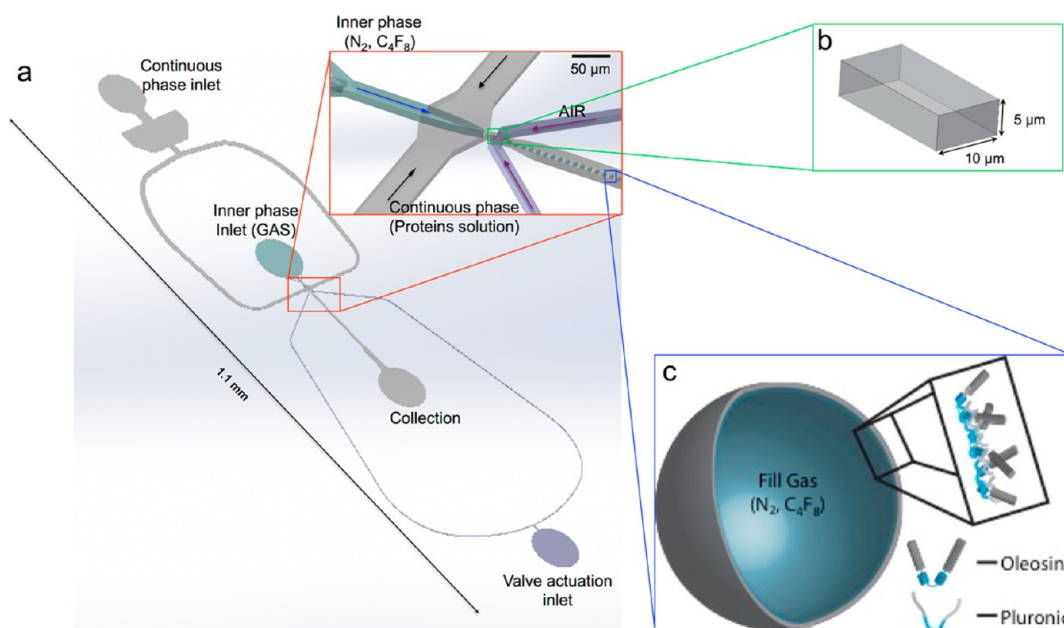 a
Continuous
phase inlet
Inner phase
(N2, C4F8)
50 µm
AIR
Continuous phase
(Proteins solution)
b
5 µm
10 µm
Inner phase
Inlet (GAS)
1.1 mm
Collection
Valve actuation
inlet
c
Fill Gas
(N2, C4F8)
Oleosin
Pluronic